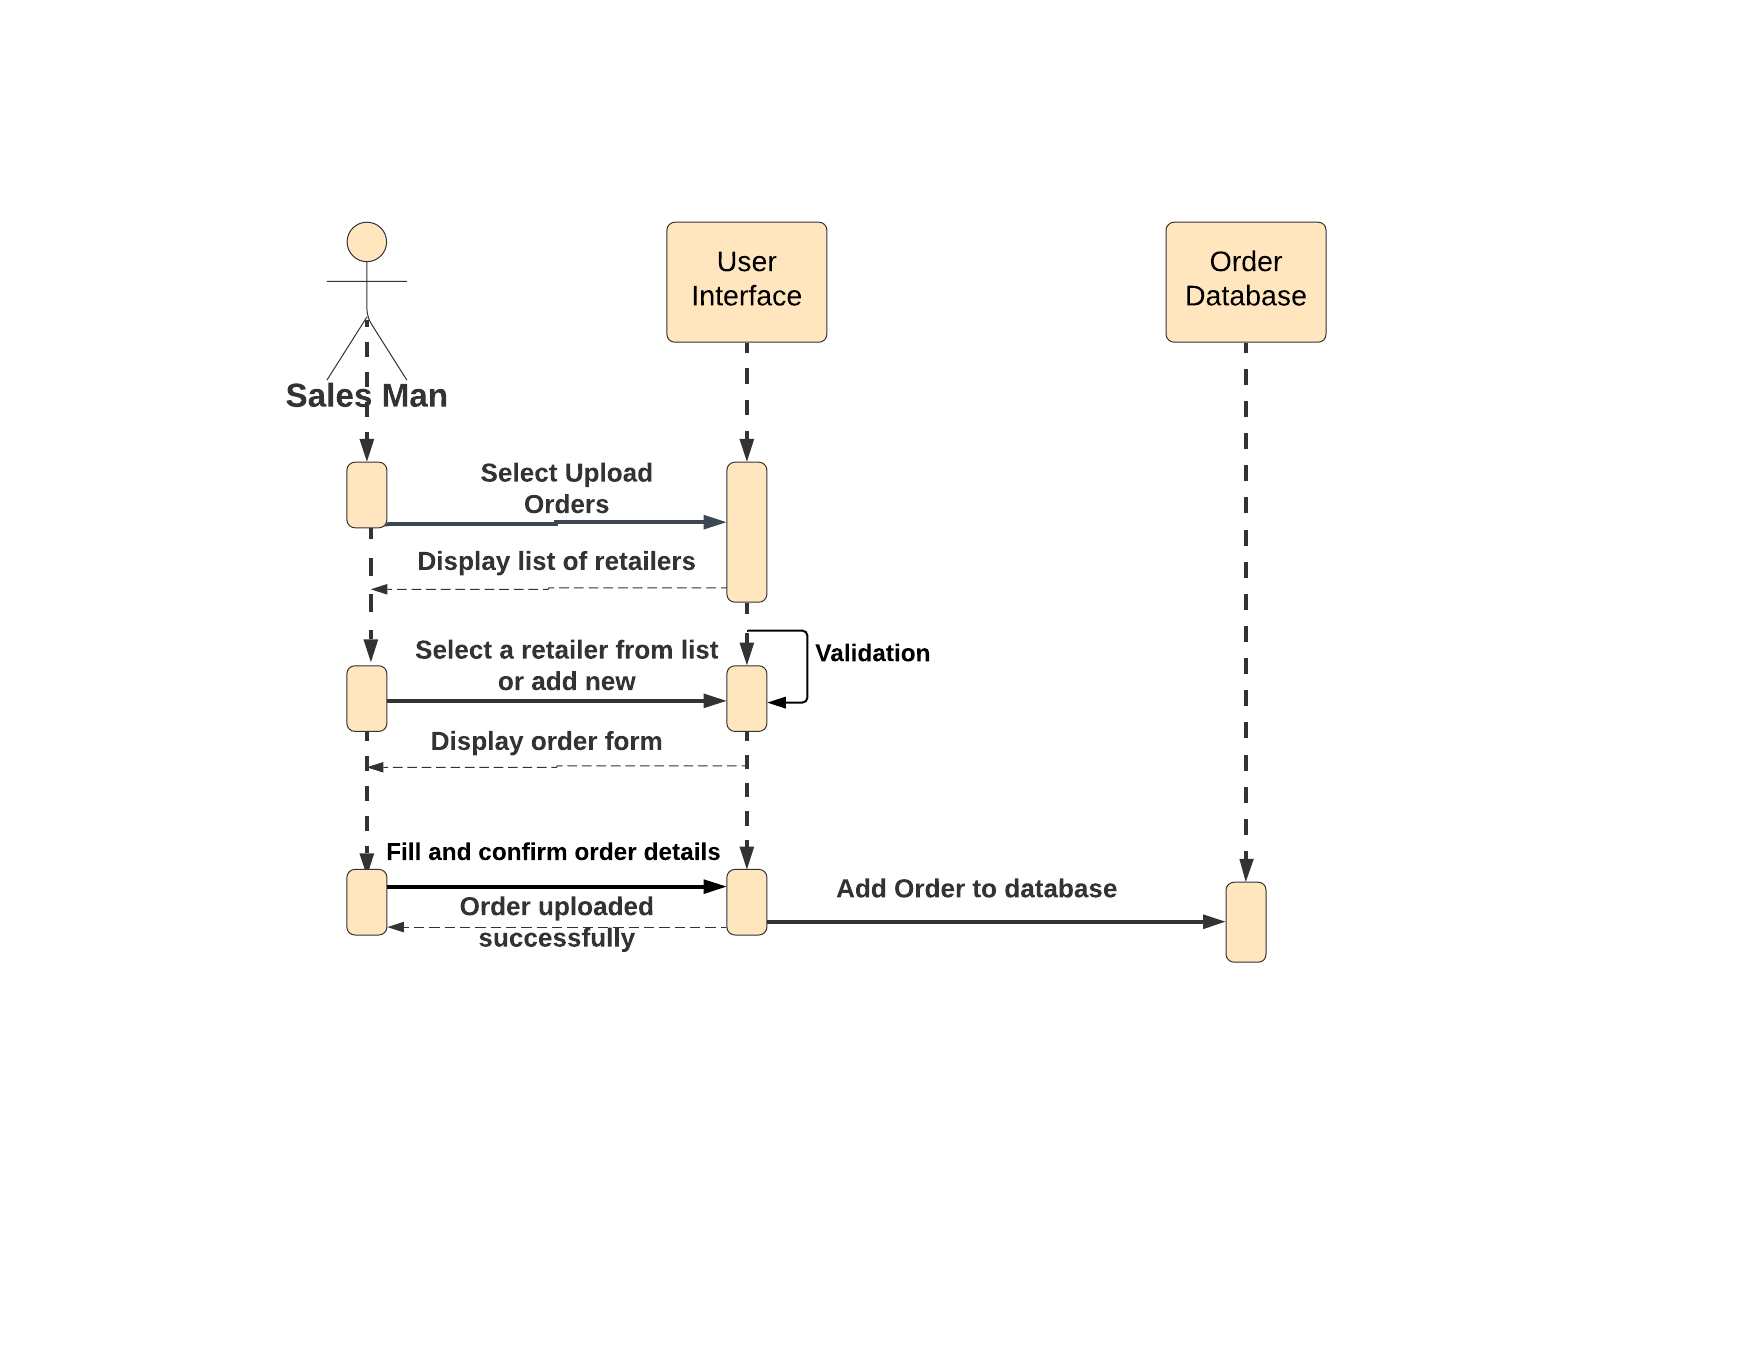 User
Interface
Order
Database
Sales Man
Select Upload
Orders
Display list of retailers
Select a retailer from list
or add new
Validation
Display order form
Fill and confirm order details
Add Order to database
Order uploaded
successfully